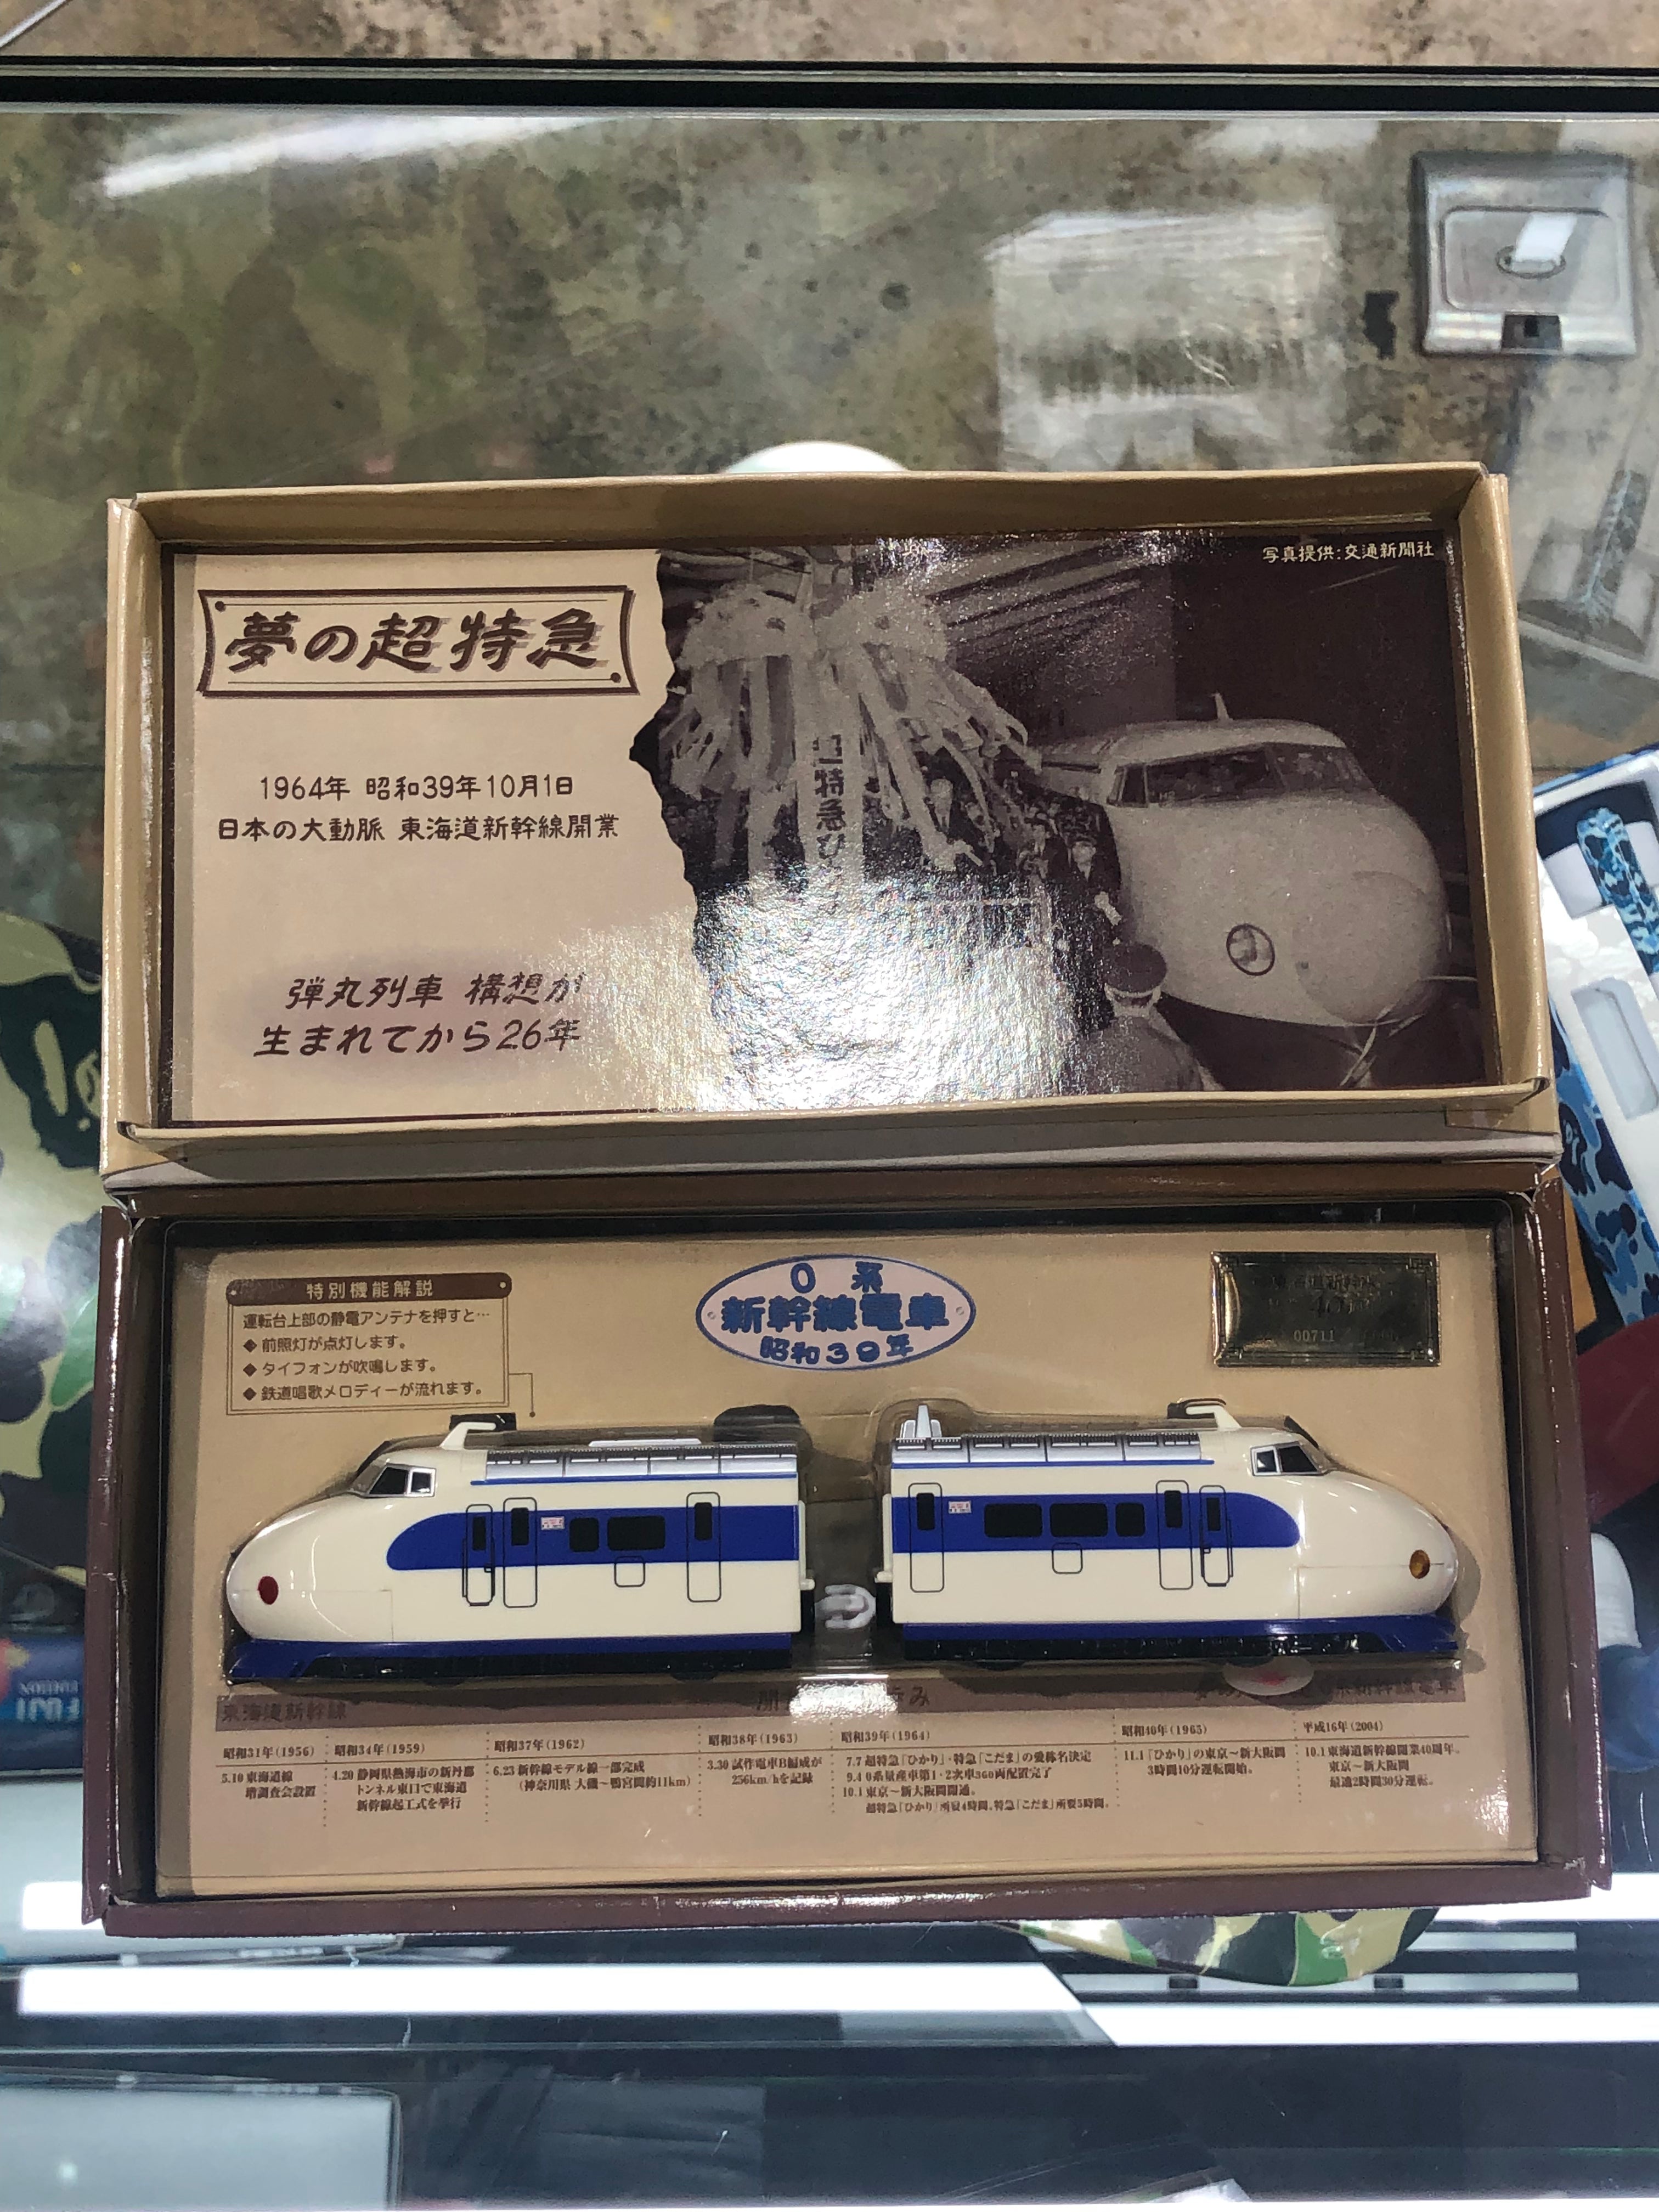 写真提供:交通新聞社
夢の超特急
1964年 昭和39年10月1日
日本の大動脈 東海道新幹線開業
弾丸列車 構想が
生まれてから26年
超特急ひ
特別機能解説
運転台上部の静電アンテナを押すと…
◆前照灯が点灯します。
◆タイフォンが吹鳴します。
◆鉄道唱歌メロディーが流れます。
0 系
新幹線電車
昭和39年
東海道新幹線
00711
東海道新幹線
歩み
系新幹線電車
昭和31年(1956)
5.10 東海道線
増調査会設置
昭和34年(1959)
4.20 静岡県熱海市の新丹那
トンネル東口で東海道
新幹線起工式を挙行
昭和37年(1962)
6.23 新幹線モデル線一部完成
(神奈川県 大磯〜鴨宮間約11km)
昭和38年(1963)
3.30 試作電車B編成が
256km/hを記録
昭和39年(1964)
7.7 超特急「ひかり」・特急「こだま」の愛称名決定
9.4 0系量産車第1・2次車360両配置完了
10.1 東京〜新大阪間開通。
超特急「ひかり」所要4時間、特急「こだま」所要5時間。
昭和40年(1965)
11.1「ひかり」の東京〜新大阪間
3時間10分運転開始。
平成16年(2004)
10.1 東海道新幹線開業40周年。
東京〜新大阪間
最速2時間30分運転。
FUJI